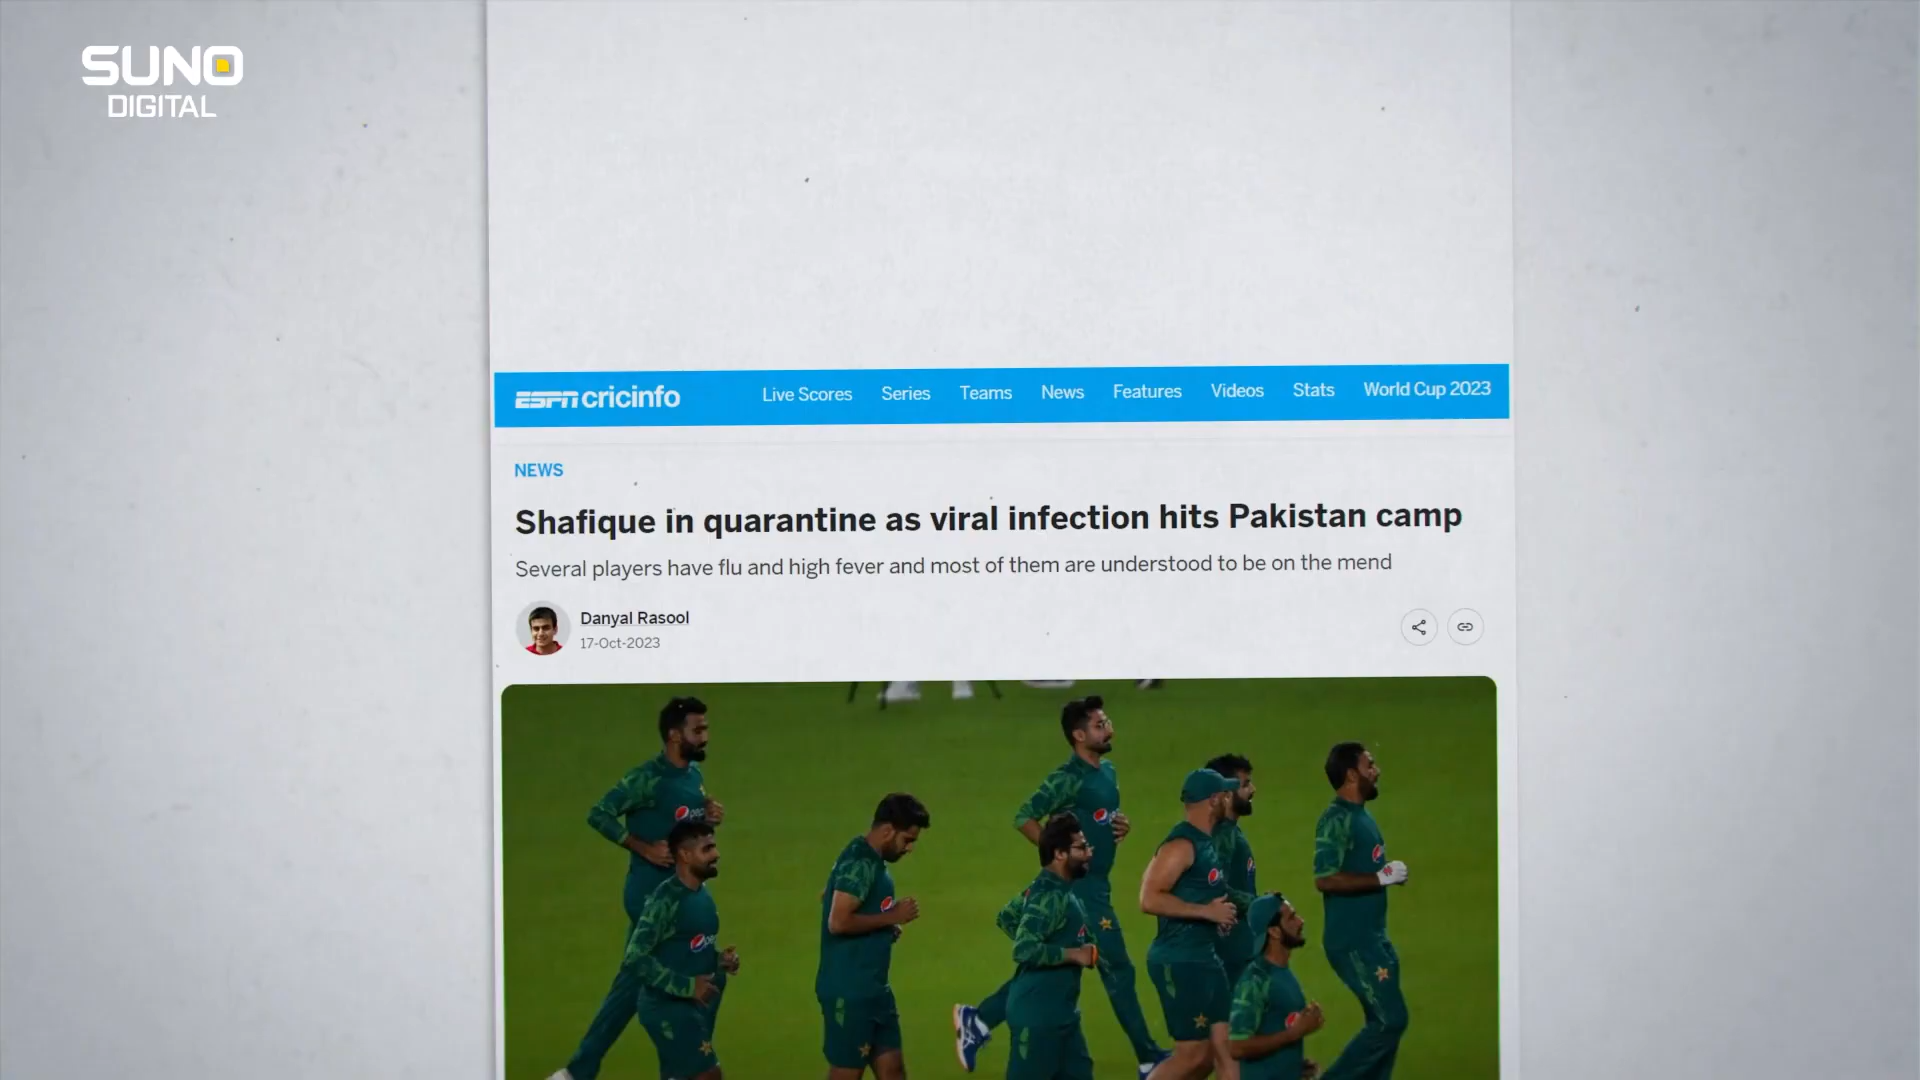 SUNO
DIGITAL
ESPN cricinfo
Live Scores
Series
Teams
News
Features
Videos
Stats
World Cup 2023
NEWS
Shafique in quarantine as viral infection hits Pakistan camp
Several players have flu and high fever and most of them are understood to be on the mend
Danyal Rasool
17-Oct-2023